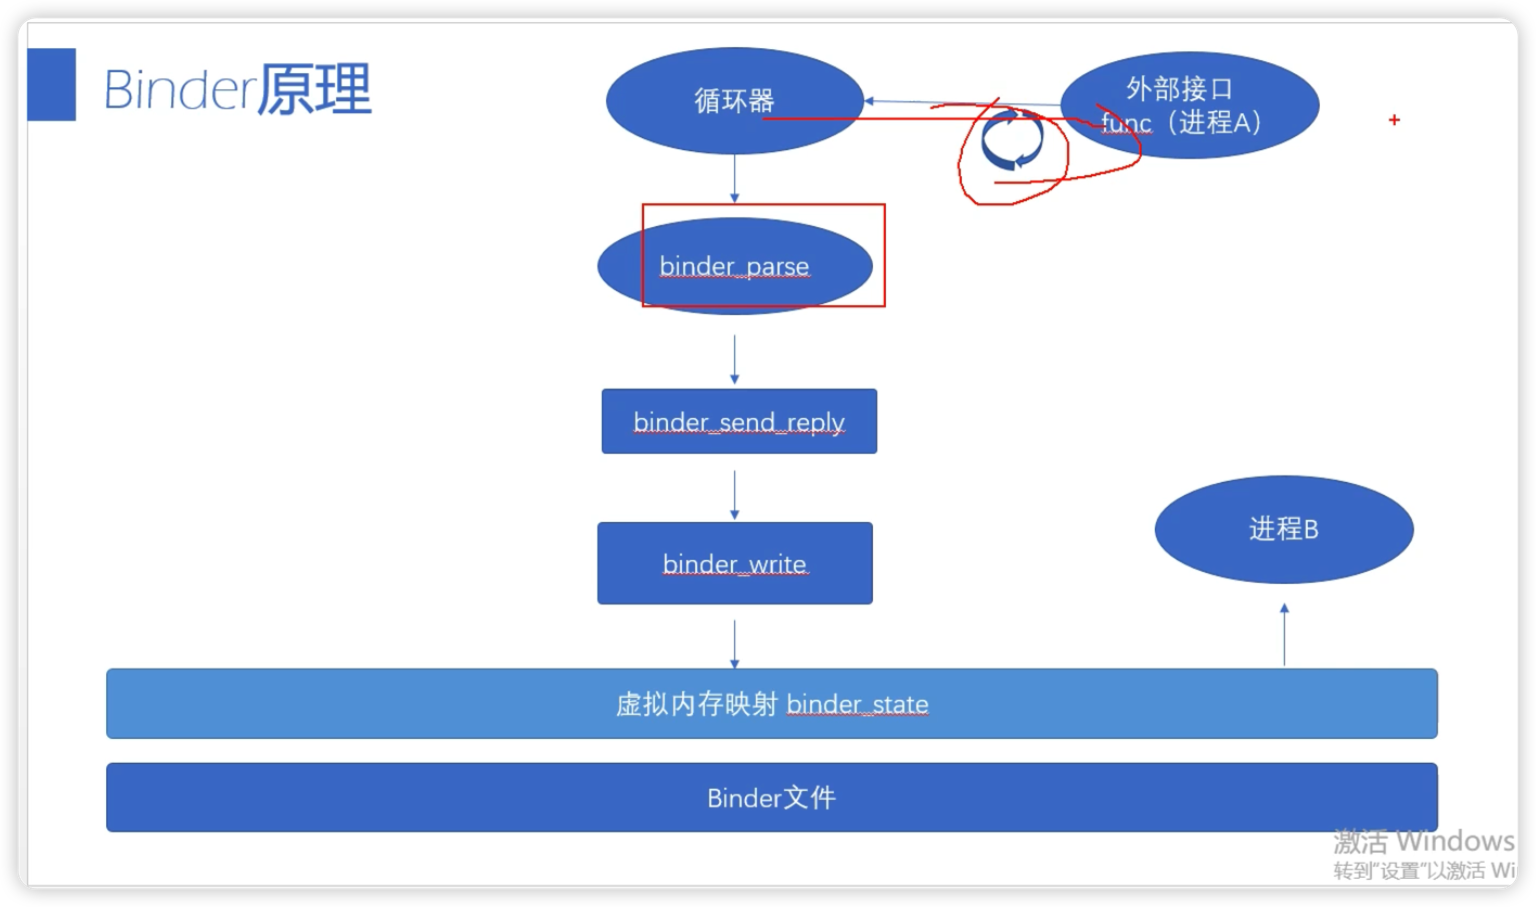 Binder原理
循环器
外部接口
func（进程A）
binder_parse
binder_send_reply
binder_write
进程B
虚拟内存映射 binder_state
Binder文件
激活 Windows
转到"设置"以激活 Wi